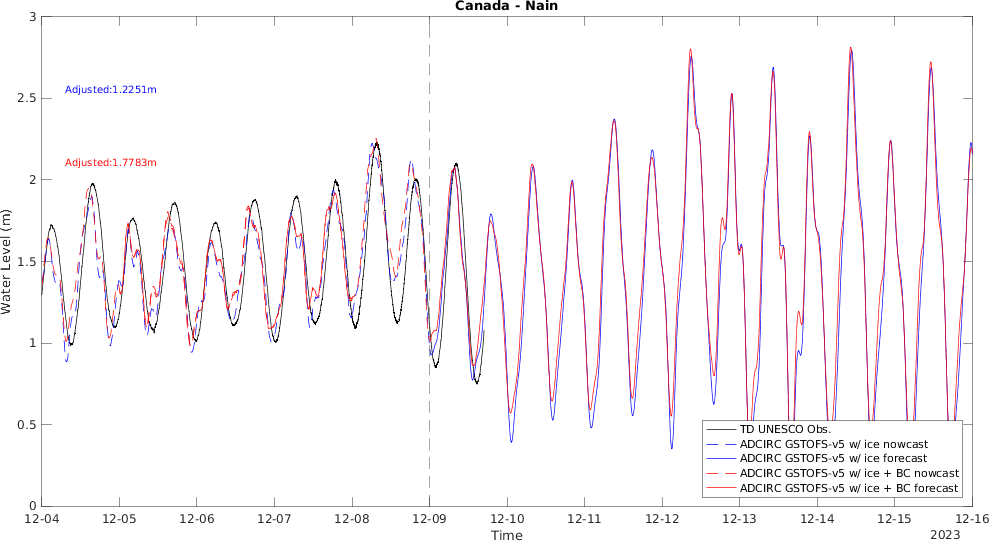 Canada - Nain
3
2.5
2
1.5
1
0.5
0
Water Level (m)
Adjusted:1.2251m
Adjusted:1.7783m
TD UNESCO Obs.
ADCIRC GSTOFS-v5 w/ ice nowcast
ADCIRC GSTOFS-v5 w/ ice forecast
ADCIRC GSTOFS-v5 w/ ice + BC nowcast
ADCIRC GSTOFS-v5 w/ ice + BC forecast
12-04 12-05 12-06 12-07 12-08 12-09 12-10 12-11 12-12 12-13 12-14 12-15 12-16
Time
2023